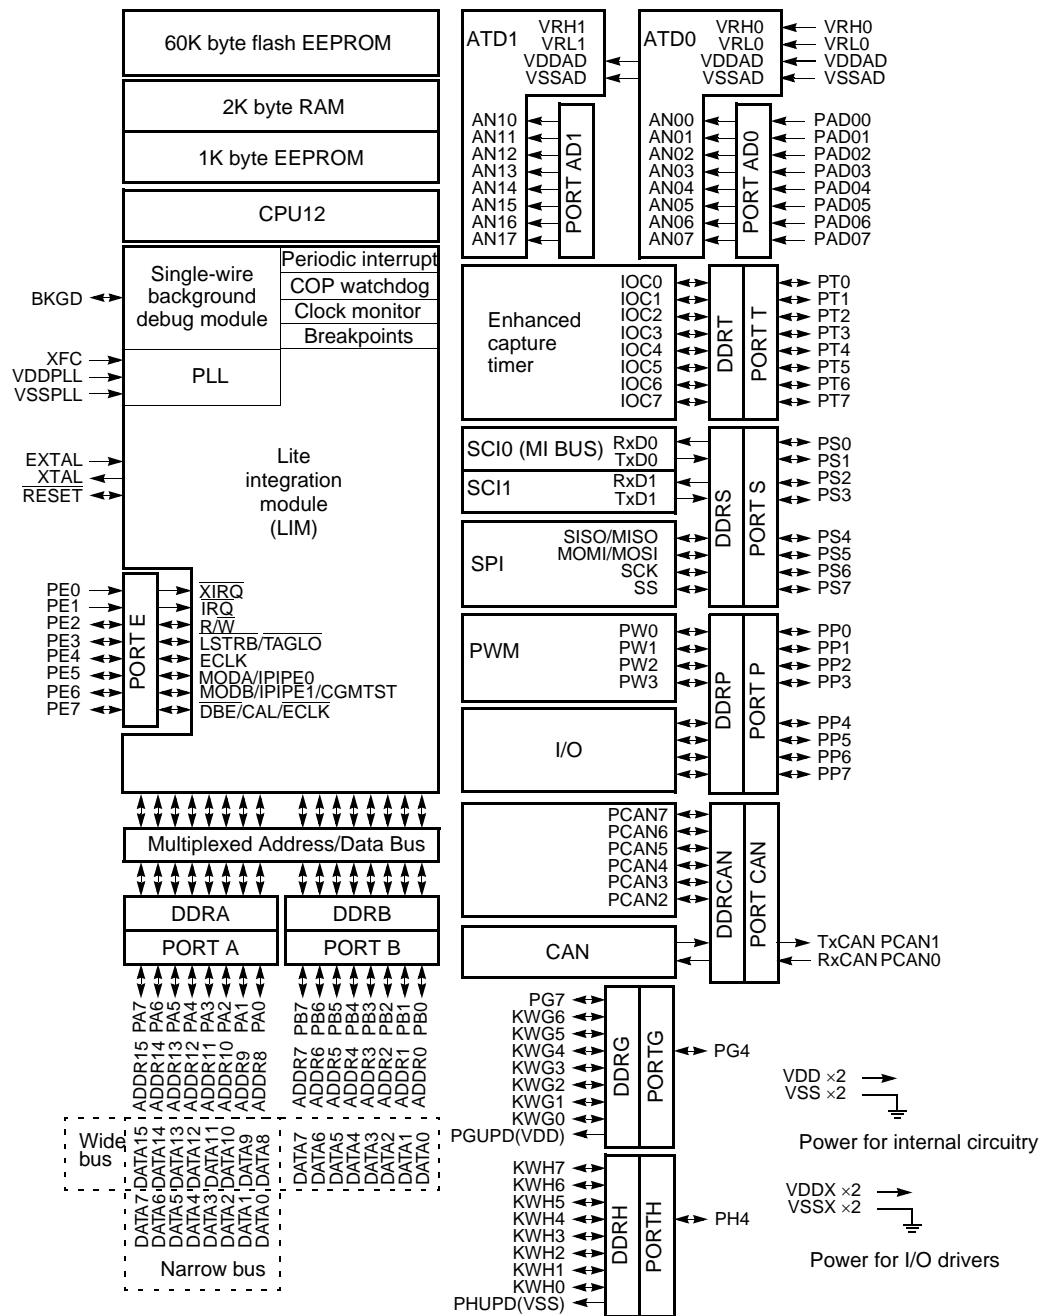 60K byte flash EEPROM
2K byte RAM
1K byte EEPROM
CPU12
Single-wire
background
debug module
Periodic interrupt
COP watchdog
Clock monitor
Breakpoints
BKGD
XFC
VDDPLL
VSSPLL
PLL
EXTAL
XTAL
RESET
Lite
integration
module
(LIM)
PE0
PE1
PE2
PE3
PE4
PE5
PE6
PE7
PORT E
XIRQ
IRQ
R/W
LSTRB/TAGLO
ECLK
MODA/IPIPE0
MODB/IPIPE1/CGMTST
DBE/CAL/ECLK
Multiplexed Address/Data Bus
DDRA
DDRB
PORT A
PORT B
PA7
PA6
PA5
PA4
PA3
PA2
PA1
PA0
PB7
PB6
PB5
PB4
PB3
PB2
PB1
PB0
ADDR15
ADDR14
ADDR13
ADDR12
ADDR11
ADDR10
ADDR9
ADDR8
ADDR7
ADDR6
ADDR5
ADDR4
ADDR3
ADDR2
ADDR1
ADDR0
Wide
bus
DATA15
DATA14
DATA13
DATA12
DATA11
DATA10
DATA9
DATA8
DATA7
DATA6
DATA5
DATA4
DATA3
DATA2
DATA1
DATA0
DATA7
DATA6
DATA5
DATA4
DATA3
DATA2
DATA1
DATA0
Narrow bus
ATD1
VRH1
VRL1
VDDAD
VSSAD
AN10
AN11
AN12
AN13
AN14
AN15
AN16
AN17
PORT AD1
ATD0
VRH0
VRL0
VDDAD
VSSAD
VRH0
VRL0
VDDAD
VSSAD
AN00
AN01
AN02
AN03
AN04
AN05
AN06
AN07
PORT AD0
PAD00
PAD01
PAD02
PAD03
PAD04
PAD05
PAD06
PAD07
Enhanced
capture
timer
IOC0
IOC1
IOC2
IOC3
IOC4
IOC5
IOC6
IOC7
DDRT
PORT T
PT0
PT1
PT2
PT3
PT4
PT5
PT6
PT7
SCI0 (MI BUS)
RxD0
TxD0
SCI1
RxD1
TxD1
SPI
SISO/MISO
MOMI/MOSI
SCK
SS
DDRS
PORT S
PS0
PS1
PS2
PS3
PS4
PS5
PS6
PS7
PWM
PW0
PW1
PW2
PW3
I/O
DDRP
PORT P
PP0
PP1
PP2
PP3
PP4
PP5
PP6
PP7
PCAN7
PCAN6
PCAN5
PCAN4
PCAN3
PCAN2
CAN
DDRCAN
PORT CAN
TxCAN PCAN1
RxCAN PCAN0
PG7
KWG6
KWG5
KWG4
KWG3
KWG2
KWG1
KWG0
PGUPD(VDD)
DDRG
PORTG
PG4
KWH7
KWH6
KWH5
KWH4
KWH3
KWH2
KWH1
KWH0
PHUPD(VSS)
DDRH
PORTH
PH4
VDD ×2
VSS ×2
Power for internal circuitry
VDDX ×2
VSSX ×2
Power for I/O drivers